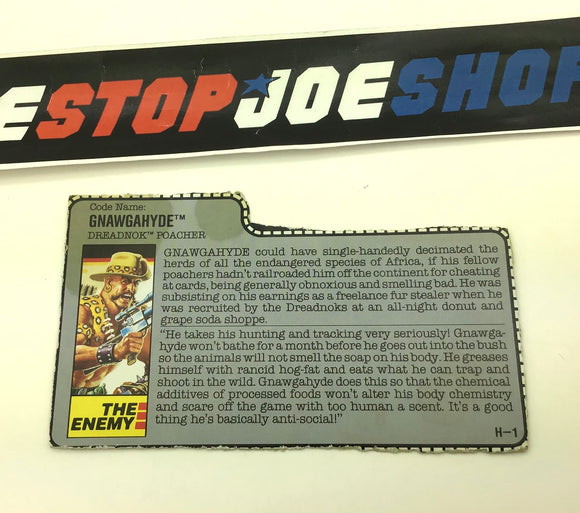 ESTOPJOESHOP
Code Name:
GNAWGAHYDE™
DREADNOK™ POACHER
GNAWGAHYDE could have single-handedly decimated the
herds of all the endangered species of Africa, if his fellow
poachers hadn't railroaded him off the continent for cheating
at cards, being generally obnoxious and smelling bad. He was
subsisting on his earnings as a freelance fur stealer when he
was recruited by the Dreadnoks at an all-night donut and
grape soda shoppe.
"He takes his hunting and tracking very seriously! Gnawga-
hyde won't bathe for a month before he goes out into the bush
so the animals will not smell the soap on his body. He greases
himself with rancid hog-fat and eats what he can trap and
shoot in the wild. Gnawgahyde does this so that the chemical
additives of processed foods won't alter his body chemistry
and scare off the game with too human a scent. It's a good
thing he's basically anti-social!"
THE
ENEMY
H-1